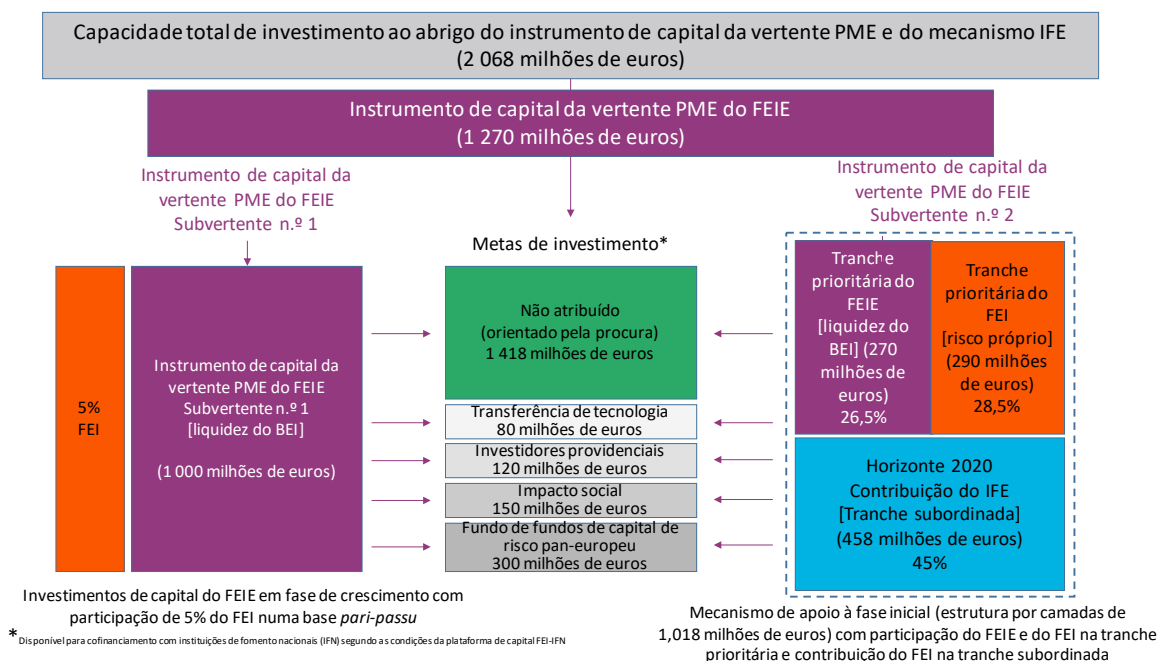 Capacidade total de investimento ao abrigo do instrumento de capital da vertente PME e do mecanismo IFE
(2 068 milhões de euros)
Instrumento de capital da vertente PME do FEIE
(1 270 milhões de euros)
Instrumento de capital da
vertente PME do FEIE
Subvertente n.º 1
Instrumento de capital da
vertente PME do FEIE
Subvertente n.º 2
Metas de investimento*
5%
FEI
Instrumento de capital da
vertente PME do FEIE
Subvertente n.º 1
[liquidez do BEI]
(1 000 milhões de euros)
Não atribuído
(orientado pela procura)
1 418 milhões de euros
Transferência de tecnologia
80 milhões de euros
Investidores providenciais
120 milhões de euros
Impacto social
150 milhões de euros
Fundo de fundos de capital de
risco pan-europeu
300 milhões de euros
Tranche
prioritária do
FEIE
[liquidez do
BEI] (270
milhões de
euros)
26,5%
Tranche
prioritária do
FEI
[risco próprio]
(290 milhões
de euros)
28,5%
Horizonte 2020
Contribuição do IFE
[Tranche subordinada]
(458 milhões de euros)
45%
Investimentos de capital do FEIE em fase de crescimento com
participação de 5% do FEI numa base pari-passu
* Disponível para cofinanciamento com instituições de fomento nacionais (IFN) segundo as condições da plataforma de capital FEI-IFN
Mecanismo de apoio à fase inicial (estrutura por camadas de
1,018 milhões de euros) com participação do FEIE e do FEI na tranche
prioritária e contribuição do FEI na tranche subordinada